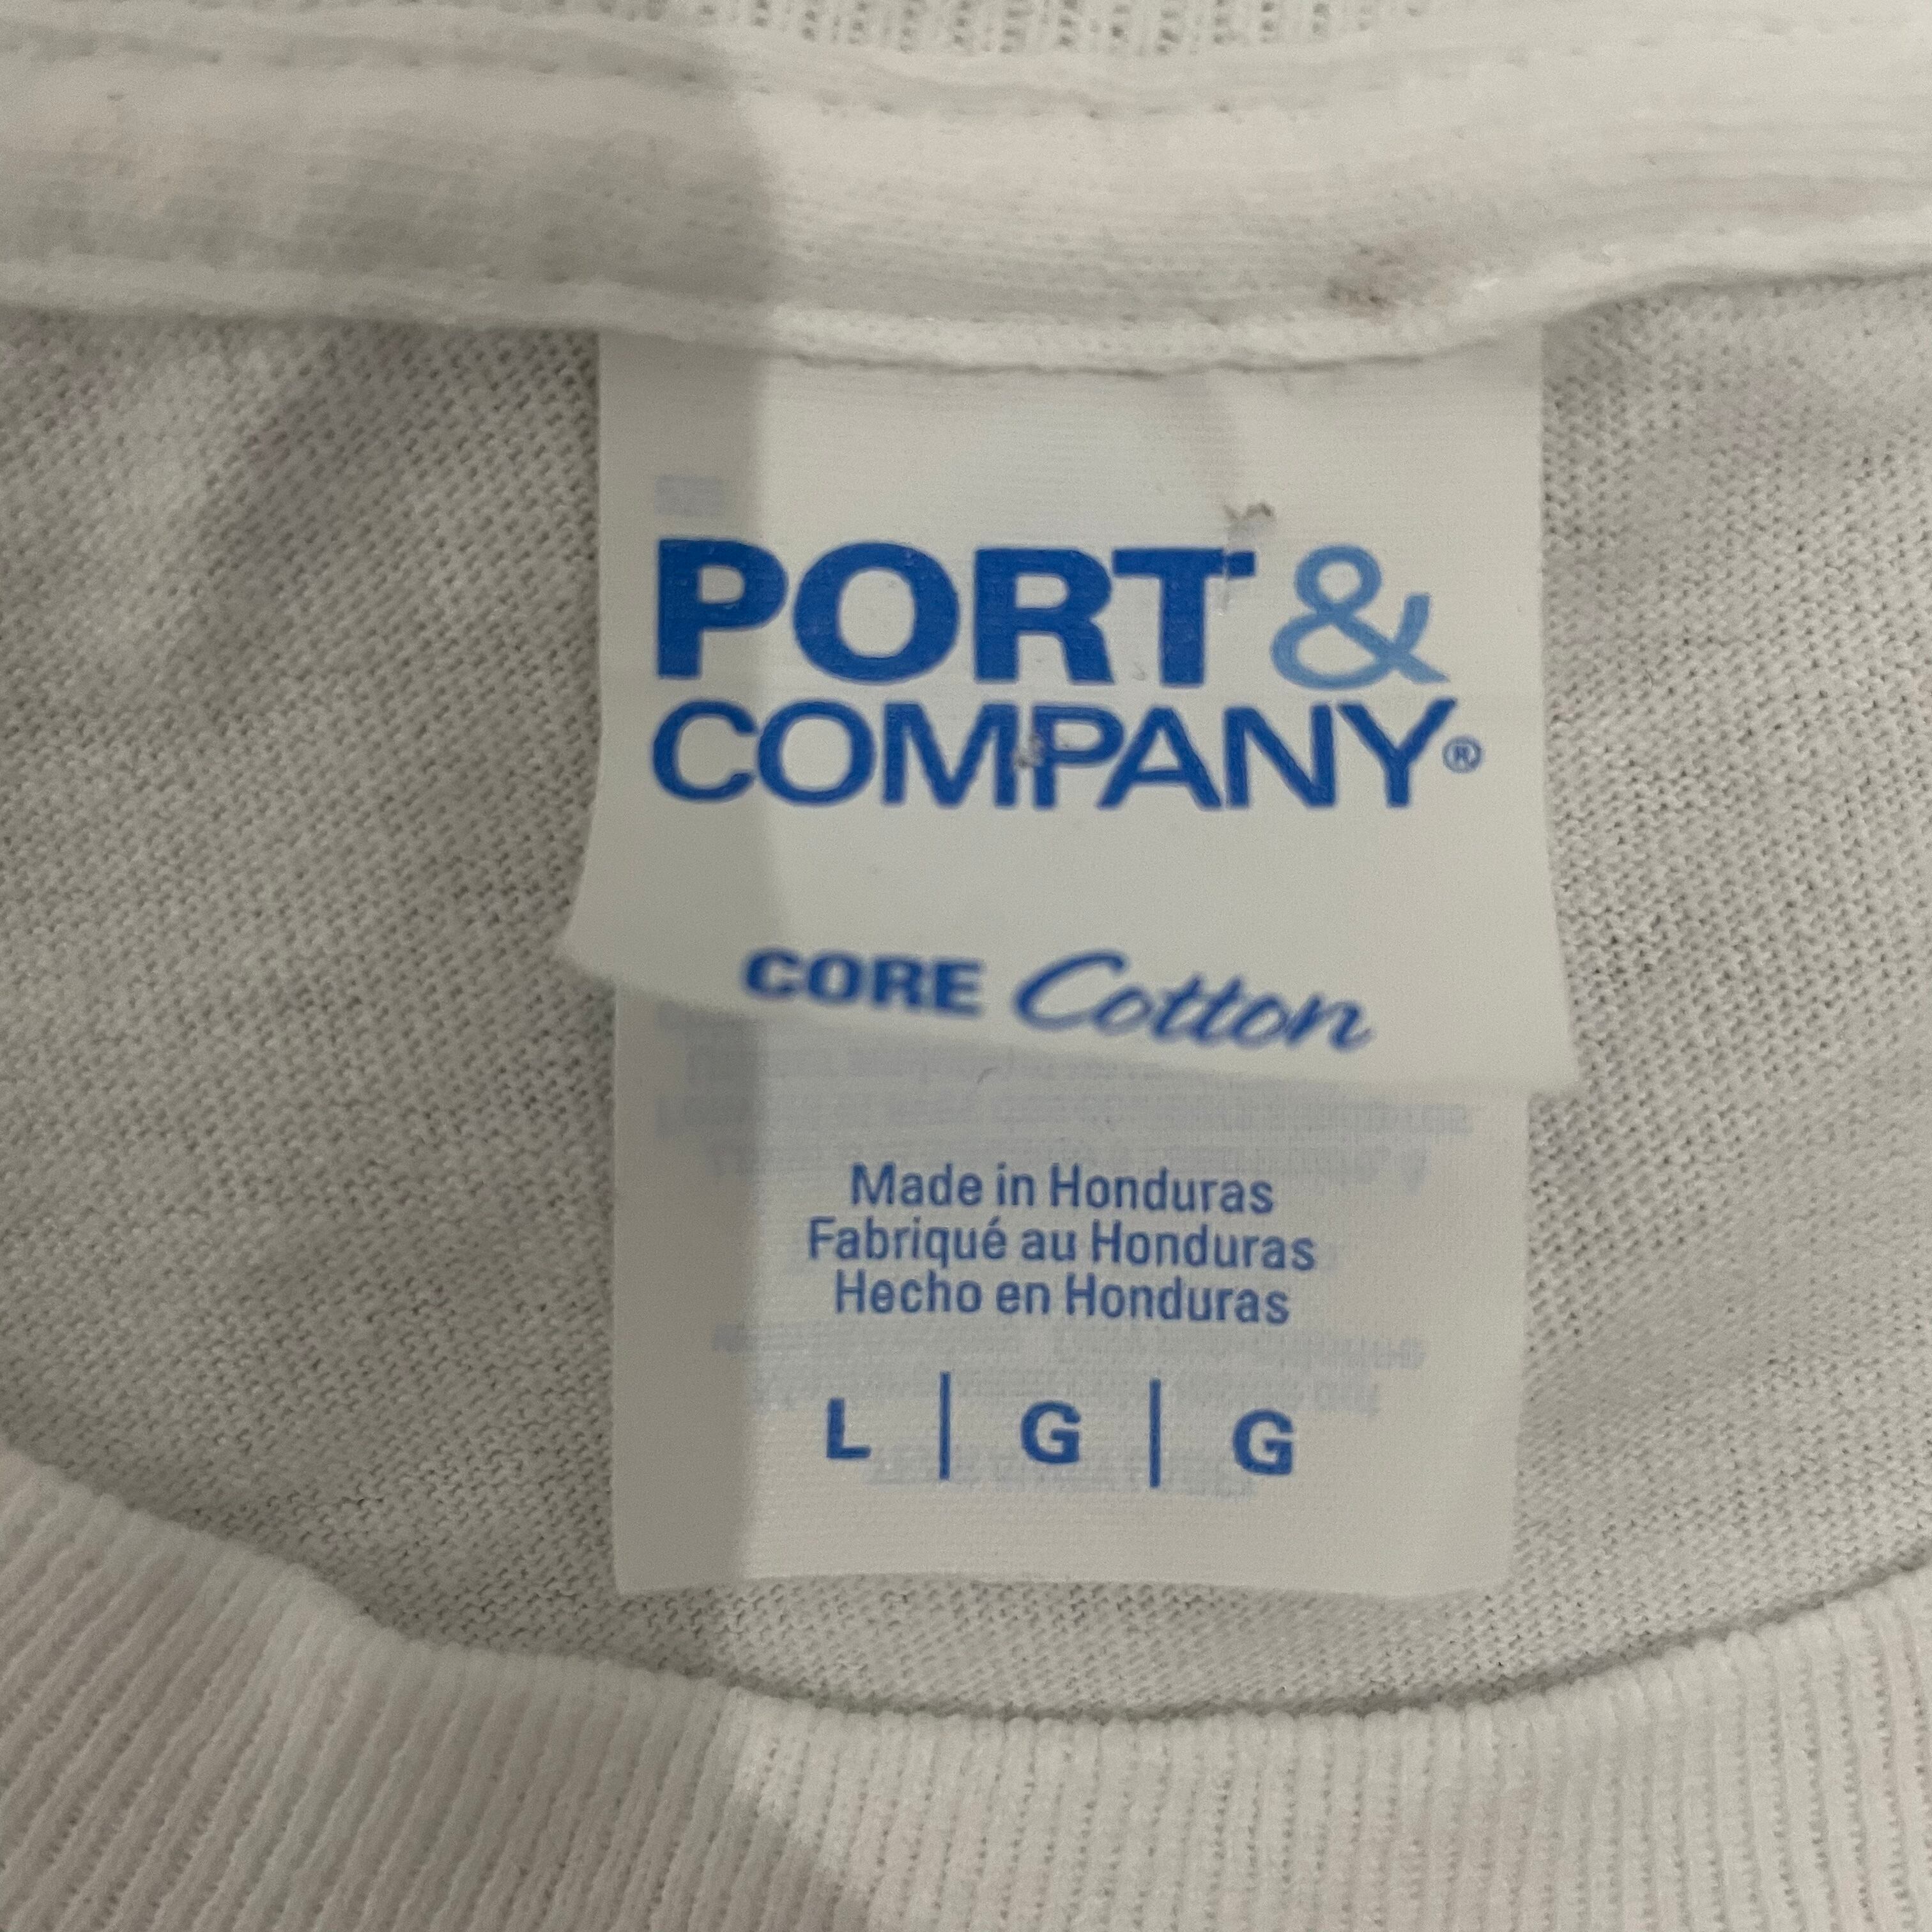 PORT &
COMPANY®
CORE Cotton
Made in Honduras
Fabriqué au Honduras
Hecho en Honduras
L | G | G